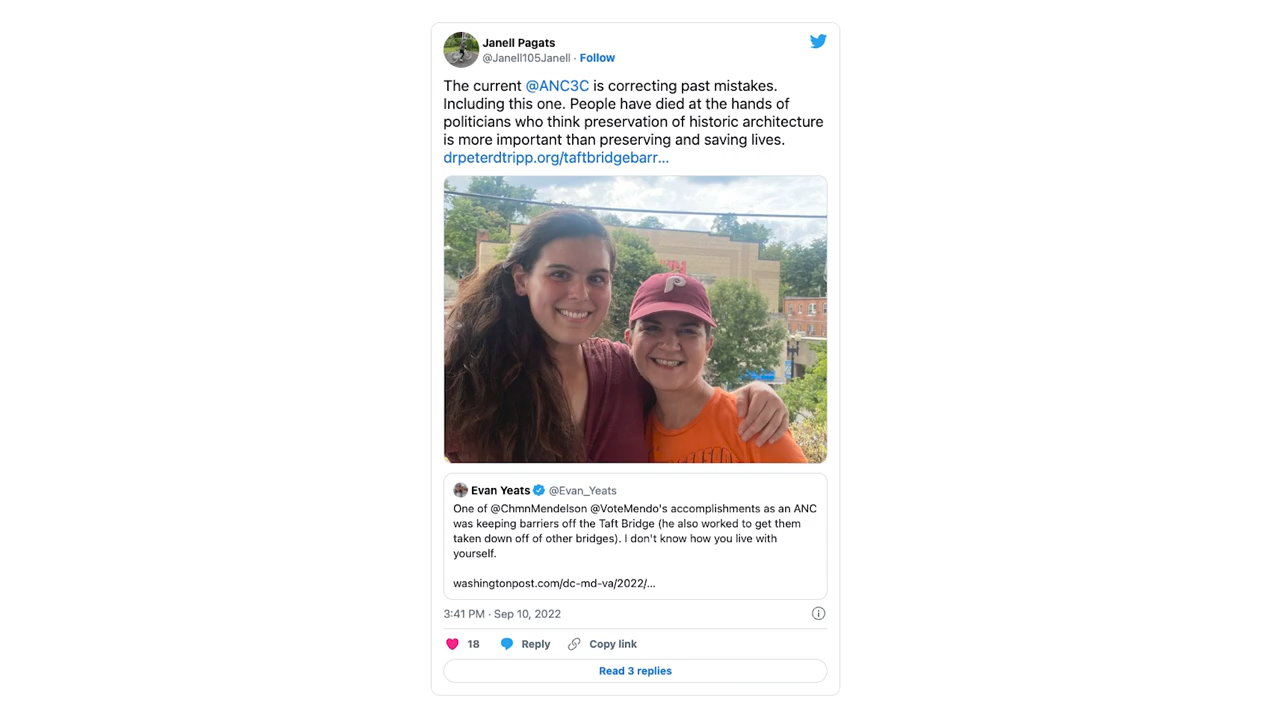 Janell Pagats
@Janell105Janell · Follow
The current @ANC3C is correcting past mistakes.
Including this one. People have died at the hands of
politicians who think preservation of historic architecture
is more important than preserving and saving lives.
drpeterdtripp.org/taftbridgebarr...
P
Evan Yeats @Evan_Yeats
One of @ChmnMendelson @VoteMendo's accomplishments as an ANC
was keeping barriers off the Taft Bridge (he also worked to get them
taken down off of other bridges). I don't know how you live with
yourself.
washingtonpost.com/dc-md-va/2022/...
3:41 PM · Sep 10, 2022
18 Reply Copy link
Read 3 replies